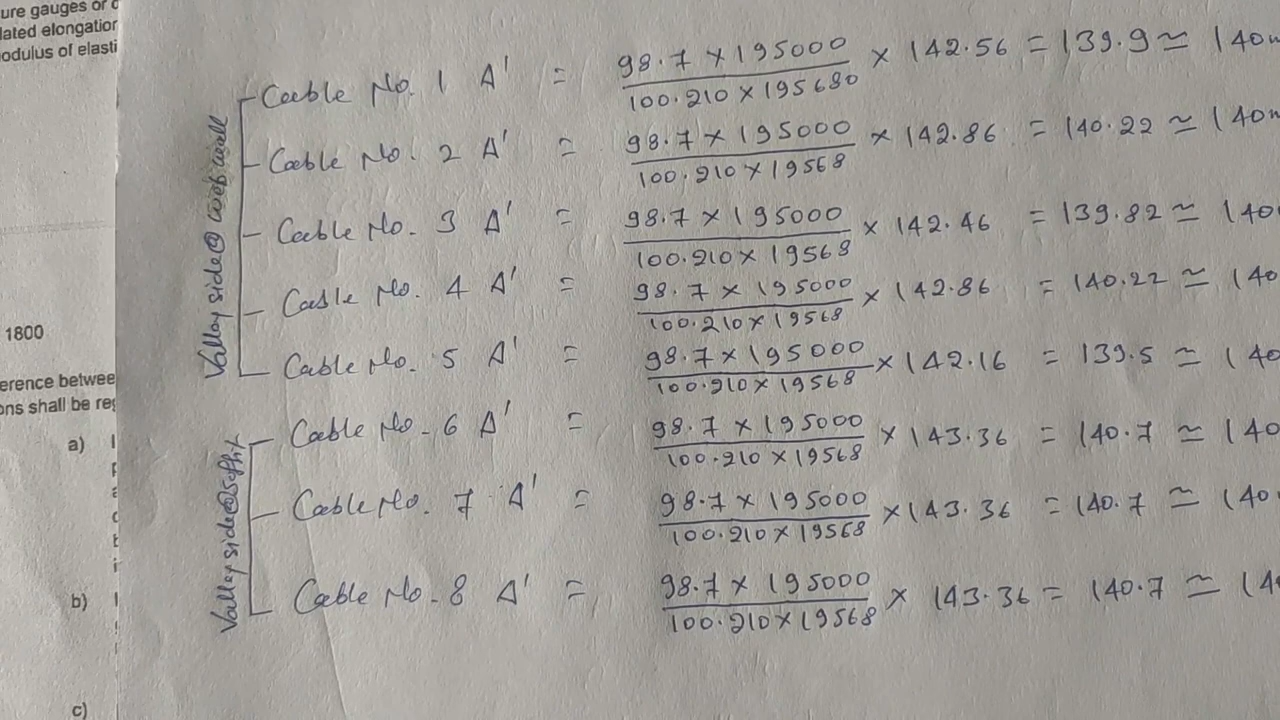 ure gauges or
lated elongation
odulus of elasti
1800
erence betwee
ons shall be reg
a)
b)
c)
Valley side@
Cable No. 1 A' = 98.7 × 195000 / 100.210 × 195680 × 142.56 = 139.9 ≃ 140
Cable No. 2 A' = 98.7 × 195000 / 100.210 × 19568 × 142.86 = 140.22 ≃ 140
Cable No. 3 A' = 98.7 × 195000 / 100.210 × 19568 × 142.46 = 139.82 ≃ 140
Cable No. 4 A' = 98.7 × 195000 / 100.210 × 19568 × 142.86 = 140.22 ≃ 140
Cable No. 5 A' = 98.7 × 195000 / 100.210 × 19568 × 142.16 = 139.5 ≃ 140
Valley side@Soffit
Cable No. 6 A' = 98.7 × 195000 / 100.210 × 19568 × 143.36 = 140.7 ≃ 140
Cable No. 7 A' = 98.7 × 195000 / 100.210 × 19568 × 143.36 = 140.7 ≃ 140
Cable No. 8 A' = 98.7 × 195000 / 100.210 × 19568 × 143.36 = 140.7 ≃ 14